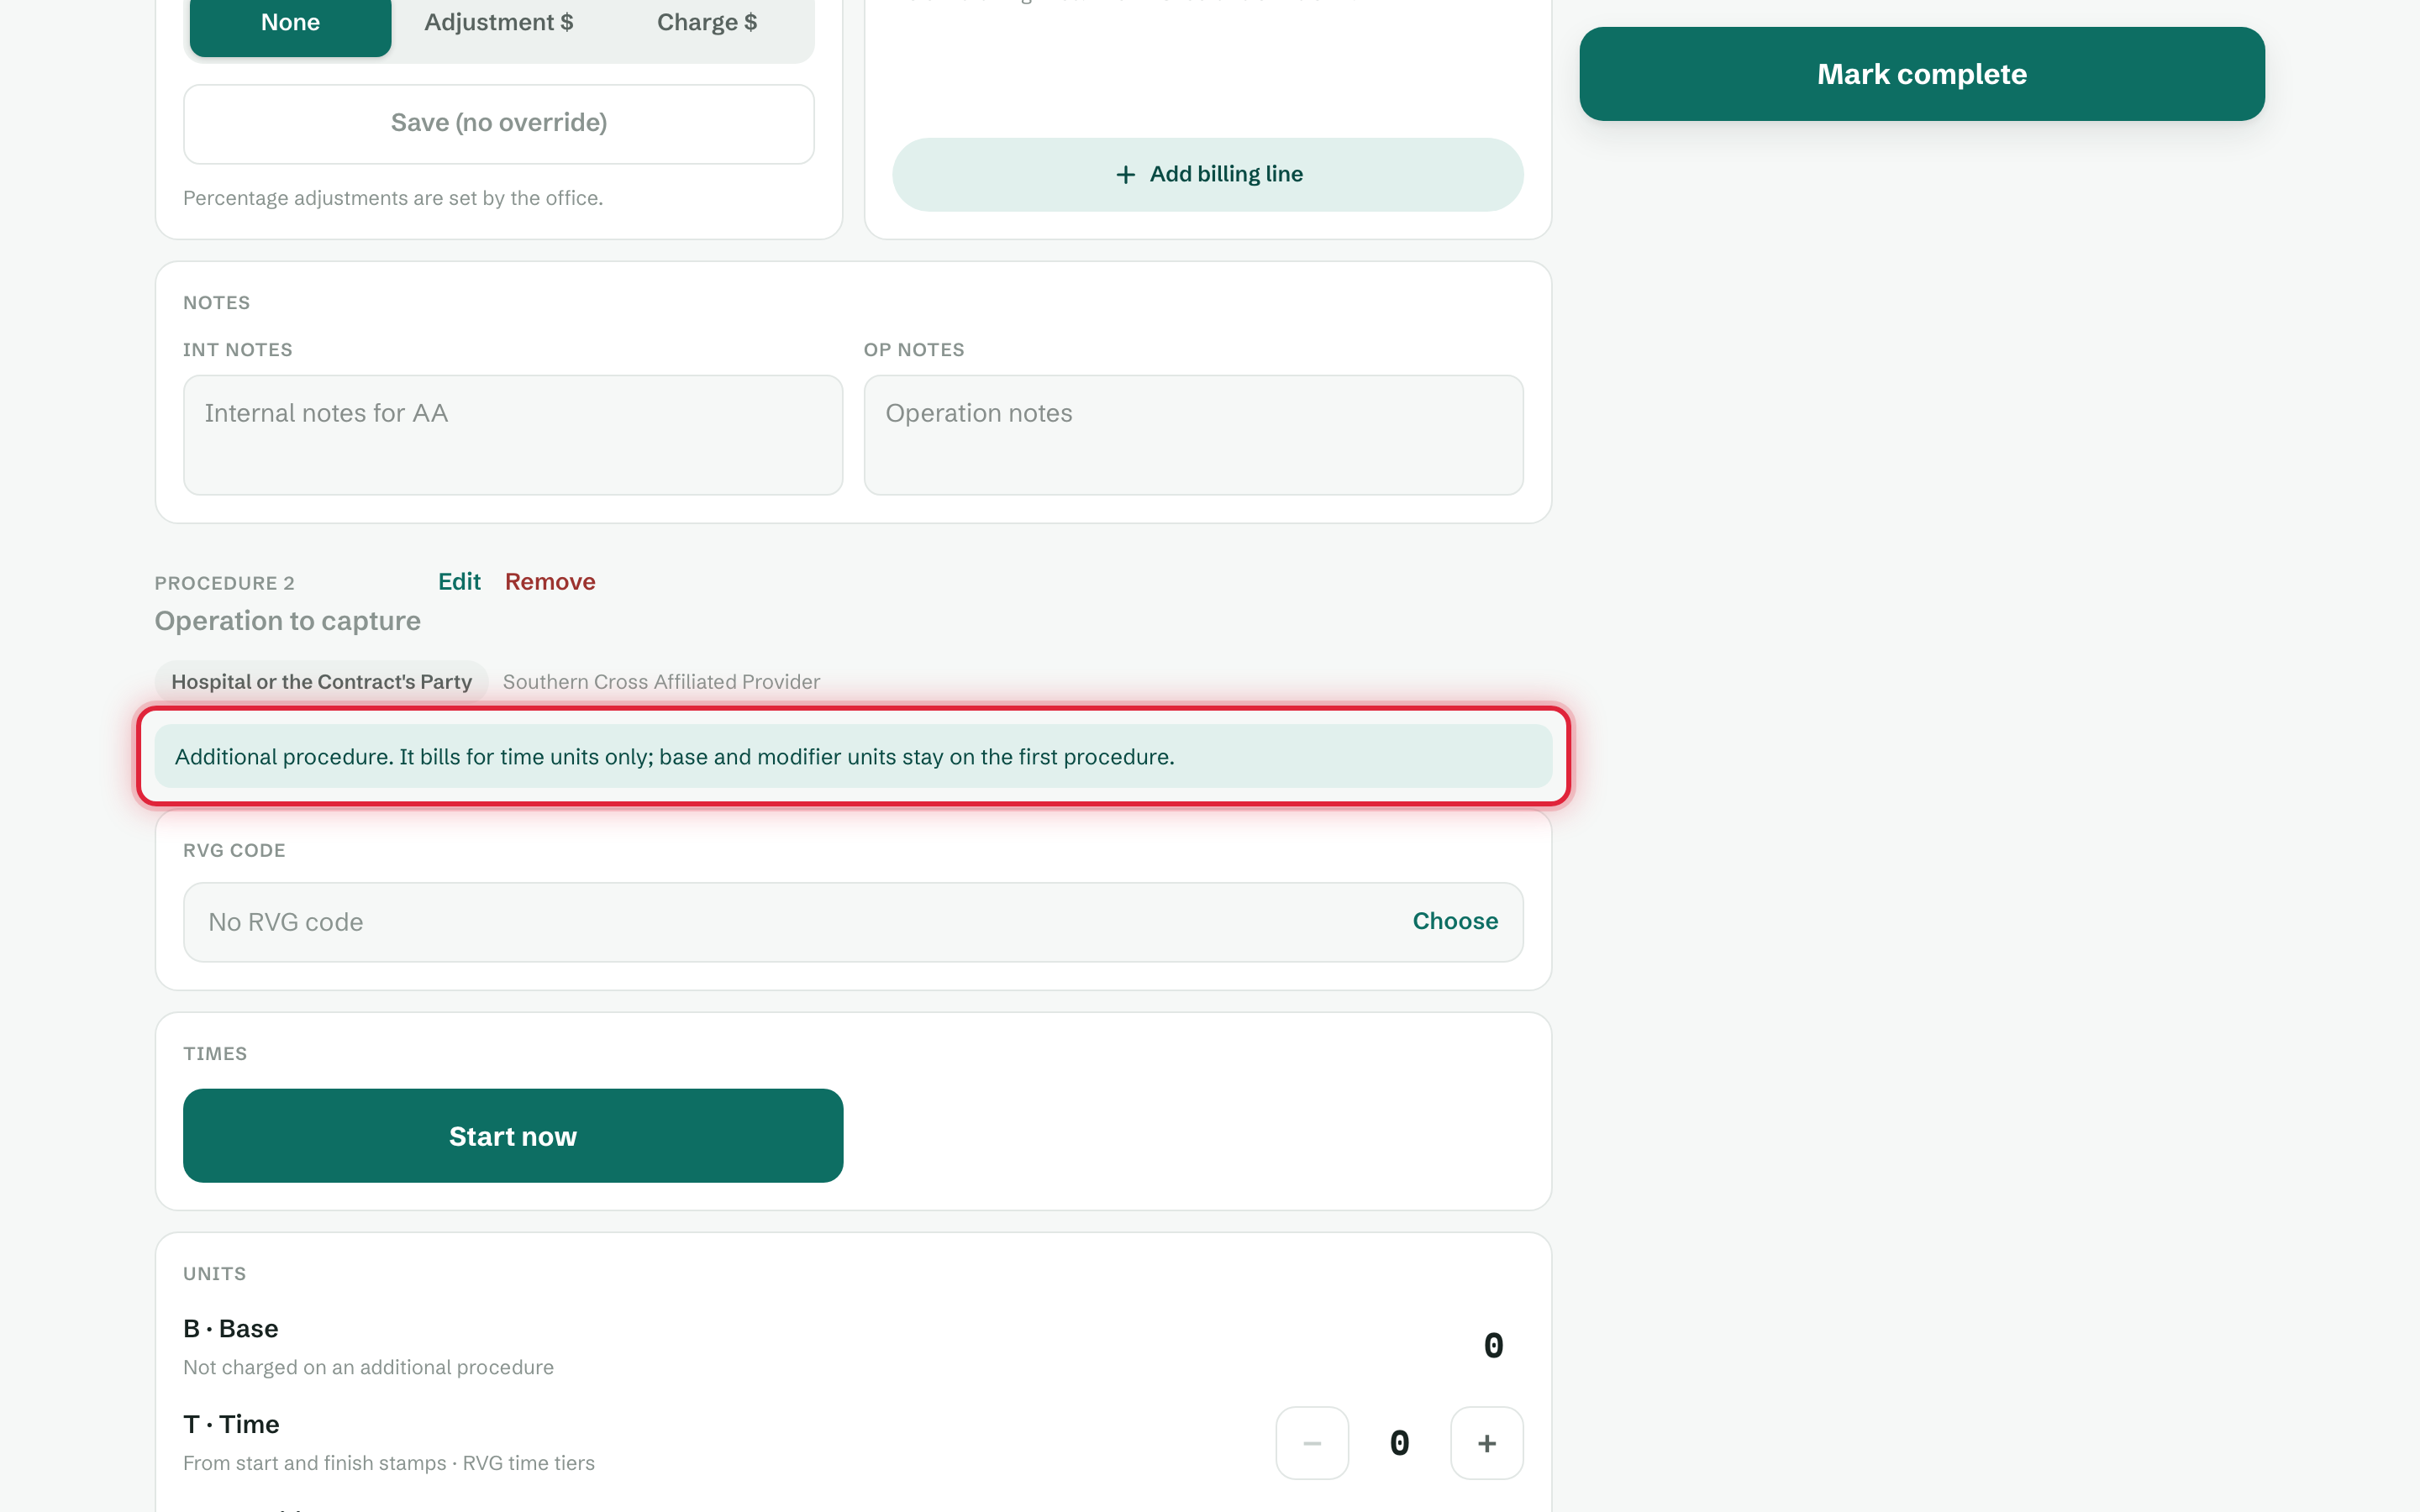 None
Adjustment $
Charge $
Save (no override)
Percentage adjustments are set by the office.
+ Add billing line
Mark complete
NOTES
INT NOTES
Internal notes for AA
OP NOTES
Operation notes
PROCEDURE 2
Edit
Remove
Operation to capture
Hospital or the Contract's Party
Southern Cross Affiliated Provider
Additional procedure. It bills for time units only; base and modifier units stay on the first procedure.
RVG CODE
No RVG code
Choose
TIMES
Start now
UNITS
B · Base
Not charged on an additional procedure
0
T · Time
From start and finish stamps · RVG time tiers
− 0 +